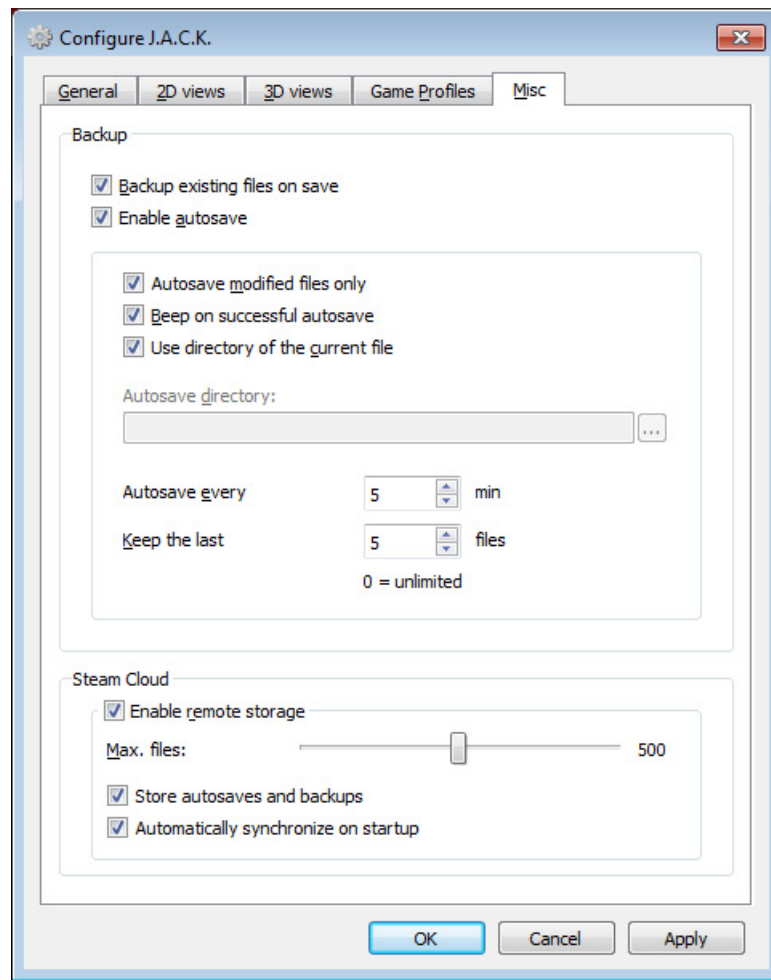 Configure J.A.C.K.
General 2D views 3D views Game Profiles Misc
Backup
Backup existing files on save
Enable autosave
Autosave modified files only
Beep on successful autosave
Use directory of the current file
Autosave directory:
...
Autosave every 5 min
Keep the last 5 files
0 = unlimited
Steam Cloud
Enable remote storage
Max. files: 500
Store autosaves and backups
Automatically synchronize on startup
OK Cancel Apply